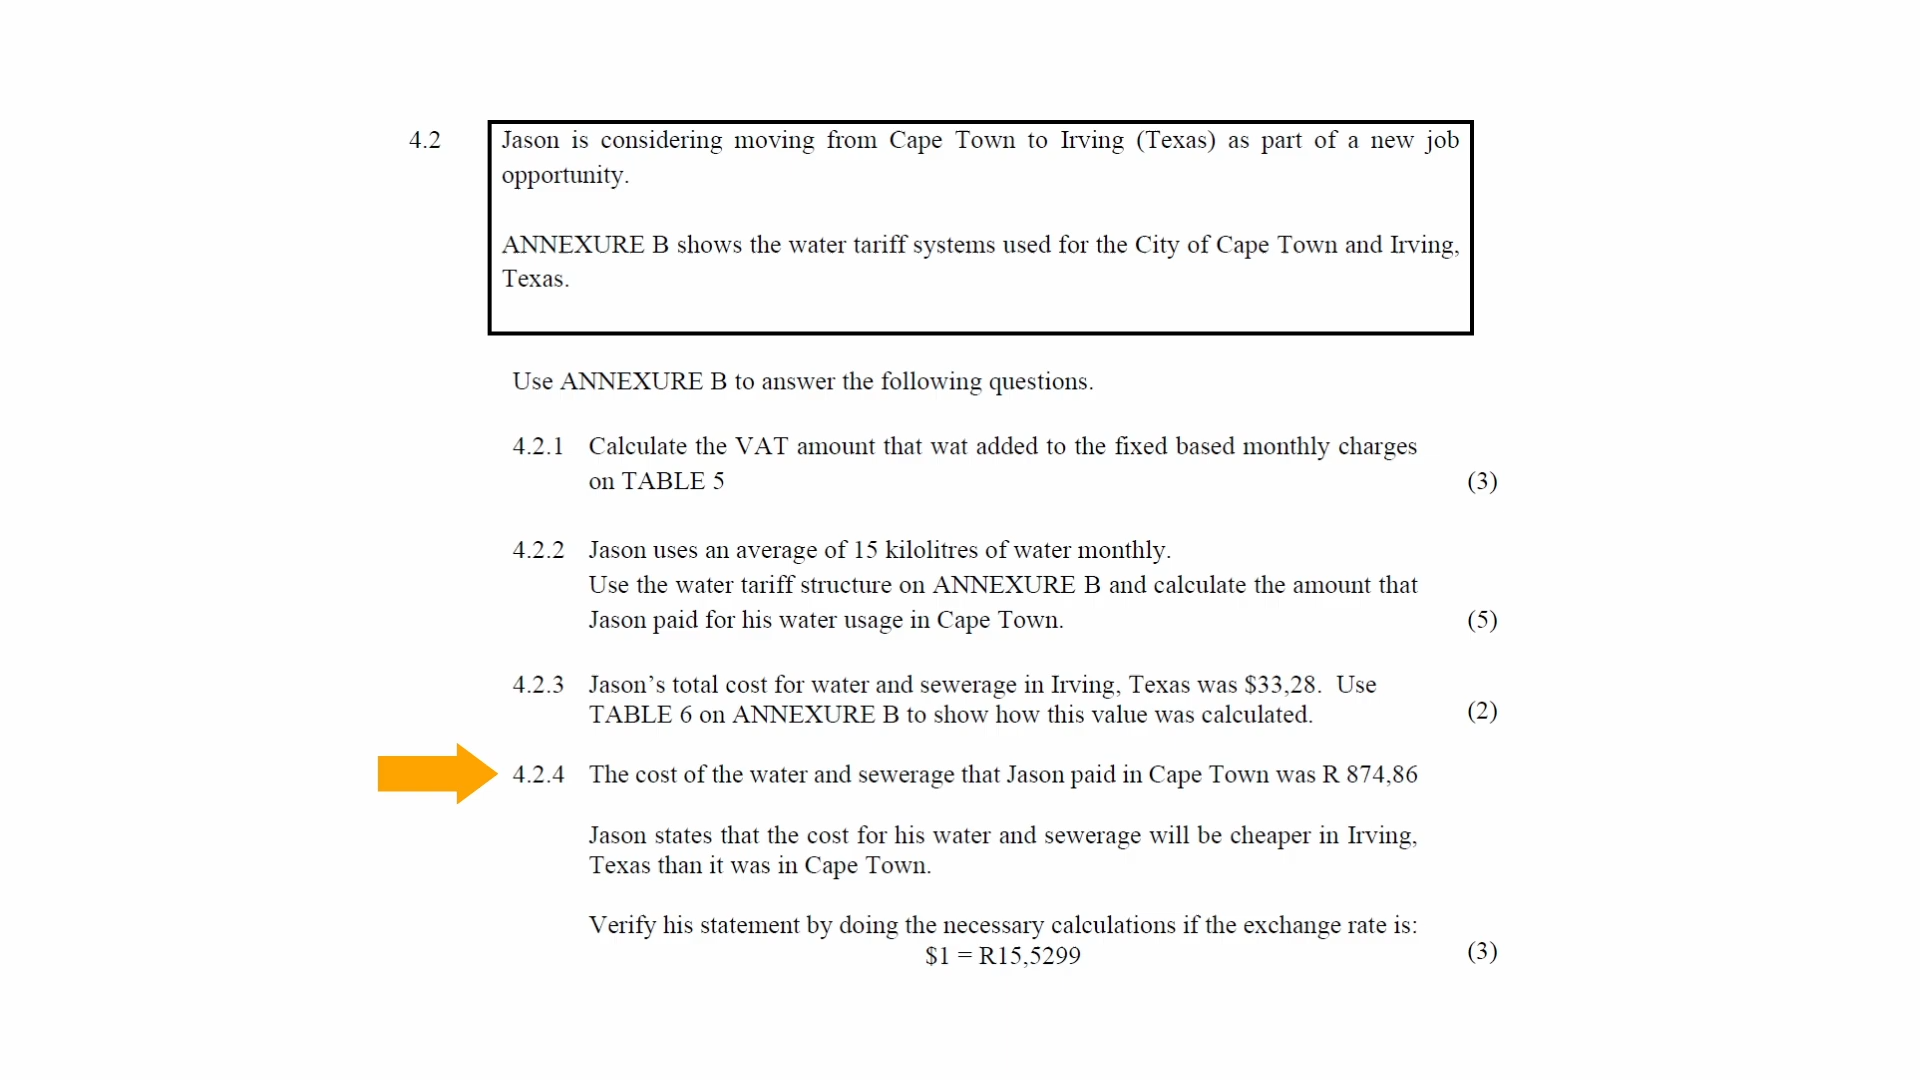 4.2 Jason is considering moving from Cape Town to Irving (Texas) as part of a new job
opportunity.
ANNEXURE B shows the water tariff systems used for the City of Cape Town and Irving,
Texas.
Use ANNEXURE B to answer the following questions.
4.2.1 Calculate the VAT amount that wat added to the fixed based monthly charges
on TABLE 5 (3)
4.2.2 Jason uses an average of 15 kilolitres of water monthly.
Use the water tariff structure on ANNEXURE B and calculate the amount that
Jason paid for his water usage in Cape Town. (5)
4.2.3 Jason’s total cost for water and sewerage in Irving, Texas was $33,28. Use
TABLE 6 on ANNEXURE B to show how this value was calculated. (2)
4.2.4 The cost of the water and sewerage that Jason paid in Cape Town was R 874,86
Jason states that the cost for his water and sewerage will be cheaper in Irving,
Texas than it was in Cape Town.
Verify his statement by doing the necessary calculations if the exchange rate is:
$1 = R15,5299 (3)